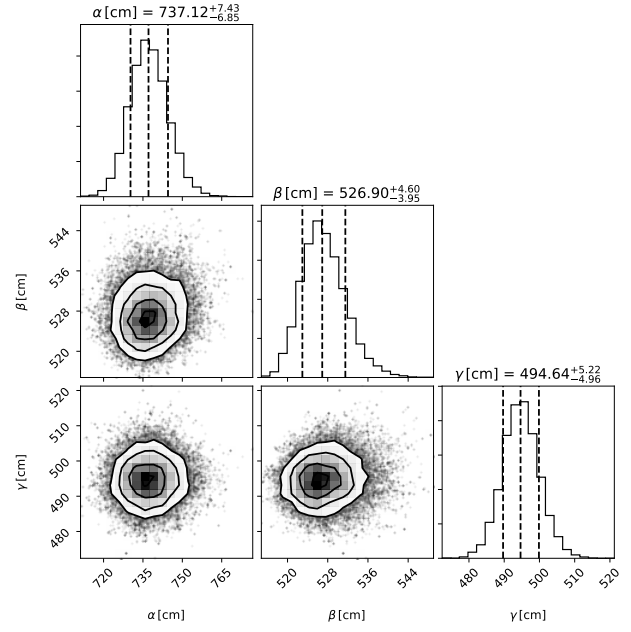 α [cm] = 737.12+7.43−6.85
β [cm] = 526.90+4.60−3.95
544
536
528
520
β [cm]
γ [cm] = 494.64+5.22−4.96
520
510
500
490
480
γ [cm]
720 735 750 765
520 528 536 544
480 490 500 510 520
α [cm] β [cm] γ [cm]